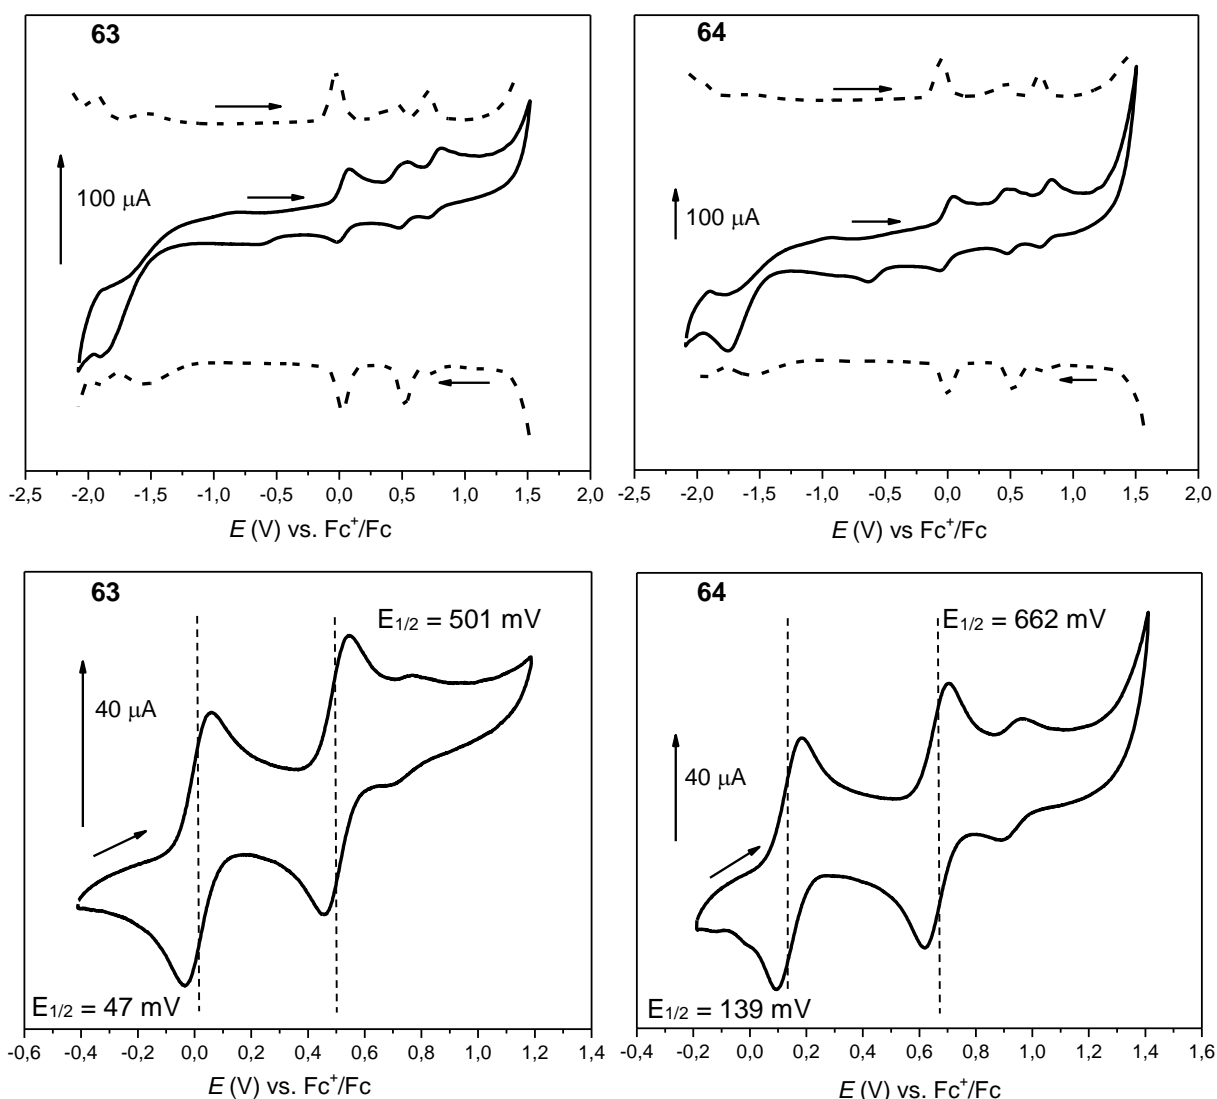 63
100 μA
-2,5 -2,0 -1,5 -1,0 -0,5 0,0 0,5 1,0 1,5 2,0
E (V) vs. Fc⁺/Fc
64
100 μA
-2,5 -2,0 -1,5 -1,0 -0,5 0,0 0,5 1,0 1,5 2,0
E (V) vs Fc⁺/Fc
63
E1/2 = 501 mV
40 μA
E1/2 = 47 mV
-0,6 -0,4 -0,2 0,0 0,2 0,4 0,6 0,8 1,0 1,2 1,4
E (V) vs. Fc⁺/Fc
64
E1/2 = 662 mV
40 μA
E1/2 = 139 mV
-0,4 -0,2 0,0 0,2 0,4 0,6 0,8 1,0 1,2 1,4 1,6
E (V) vs. Fc⁺/Fc